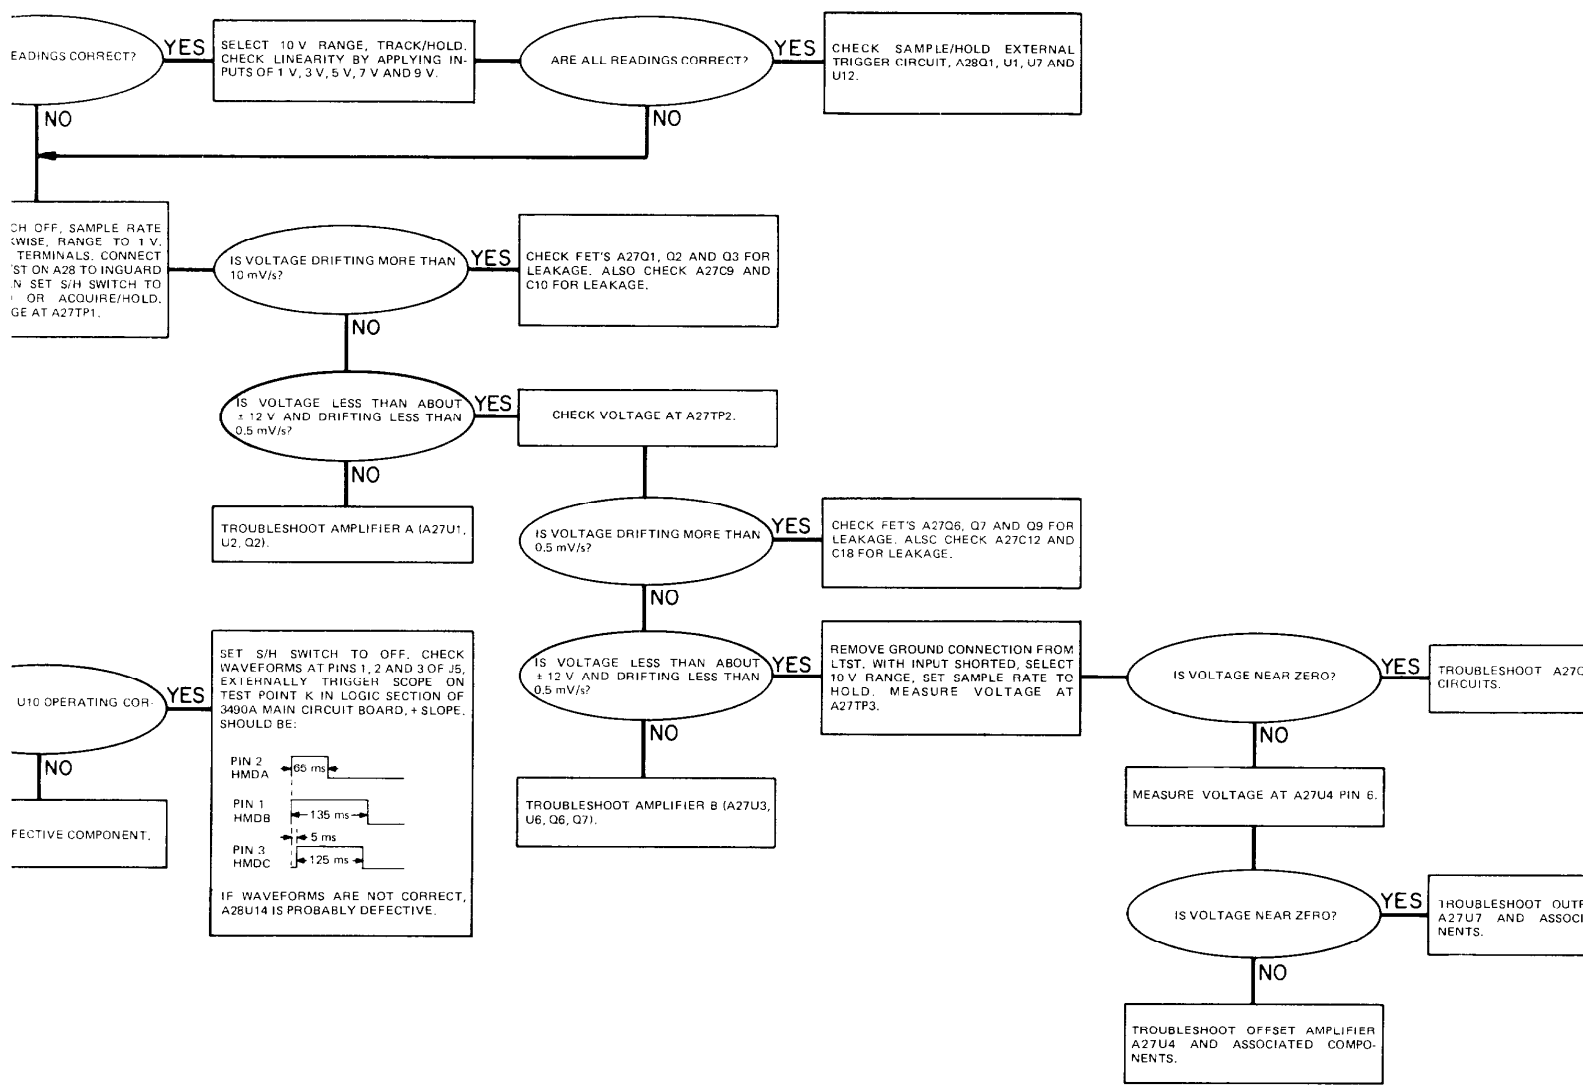 EADINGS CORRECT?
YES
NO
SELECT 10 V RANGE, TRACK/HOLD.
CHECK LINEARITY BY APPLYING IN-
PUTS OF 1 V, 3 V, 5 V, 7 V AND 9 V.
ARE ALL READINGS CORRECT?
YES
NO
CHECK SAMPLE/HOLD EXTERNAL
TRIGGER CIRCUIT, A28Q1, U1, U7 AND
U12.
CH OFF, SAMPLE RATE
WISE, RANGE TO 1 V.
TERMINALS. CONNECT
ST ON A28 TO INGUARD
N SET S/H SWITCH TO
OR ACQUIRE/HOLD.
GE AT A27TP1.
IS VOLTAGE DRIFTING MORE THAN
10 mV/s?
YES
NO
CHECK FET'S A27Q1, Q2 AND Q3 FOR
LEAKAGE. ALSO CHECK A27C9 AND
C10 FOR LEAKAGE.
IS VOLTAGE LESS THAN ABOUT
± 12 V AND DRIFTING LESS THAN
0.5 mV/s?
YES
NO
CHECK VOLTAGE AT A27TP2.
TROUBLESHOOT AMPLIFIER A (A27U1,
U2, Q2).
IS VOLTAGE DRIFTING MORE THAN
0.5 mV/s?
YES
NO
CHECK FET'S A27Q6, Q7 AND Q9 FOR
LEAKAGE. ALSO CHECK A27C12 AND
C18 FOR LEAKAGE.
IS VOLTAGE LESS THAN ABOUT
± 12 V AND DRIFTING LESS THAN
0.5 mV/s?
YES
NO
TROUBLESHOOT AMPLIFIER B (A27U3,
U6, Q6, Q7).
REMOVE GROUND CONNECTION FROM
LTST. WITH INPUT SHORTED, SELECT
10 V RANGE, SET SAMPLE RATE TO
HOLD. MEASURE VOLTAGE AT
A27TP3.
IS VOLTAGE NEAR ZERO?
YES
NO
TROUBLESHOOT A27Q
CIRCUITS.
MEASURE VOLTAGE AT A27U4 PIN 6.
IS VOLTAGE NEAR ZERO?
YES
NO
TROUBLESHOOT OUTP
A27U7 AND ASSOCI
NENTS.
TROUBLESHOOT OFFSET AMPLIFIER
A27U4 AND ASSOCIATED COMPO-
NENTS.
U10 OPERATING COR-
YES
NO
FECTIVE COMPONENT.
SET S/H SWITCH TO OFF. CHECK
WAVEFORMS AT PINS 1, 2 AND 3 OF J5,
EXTERNALLY TRIGGER SCOPE ON
TEST POINT K IN LOGIC SECTION OF
3490A MAIN CIRCUIT BOARD, + SLOPE.
SHOULD BE:
PIN 2
HMDA
65 ms
PIN 1
HMDB
135 ms
5 ms
PIN 3
HMDC
125 ms
IF WAVEFORMS ARE NOT CORRECT,
A28U14 IS PROBABLY DEFECTIVE.